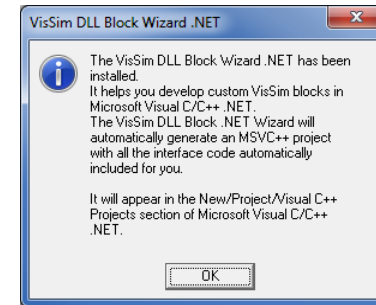 VisSim DLL Block Wizard .NET
The VisSim DLL Block Wizard .NET has been
installed.
It helps you develop custom VisSim blocks in
Microsoft Visual C/C++ .NET.
The VisSim DLL Block .NET Wizard will
automatically generate an MSVC++ project
with all the interface code automatically
included for you.
It will appear in the New/Project/Visual C++
Projects section of Microsoft Visual C/C++
.NET.
OK